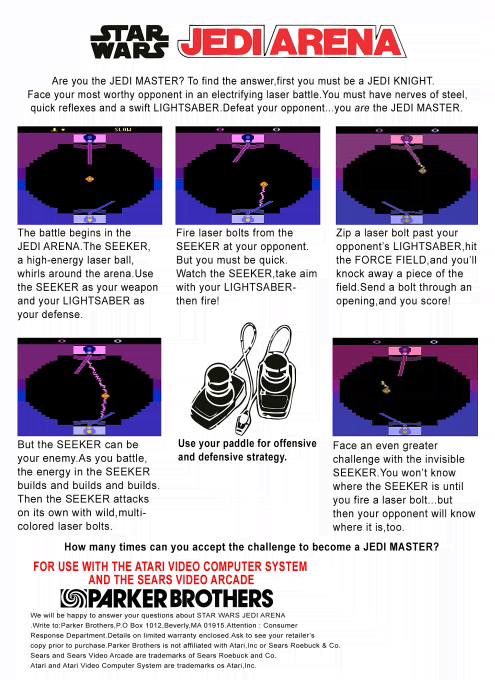 STAR
WARS
JEDI ARENA
Are you the JEDI MASTER? To find the answer,first you must be a JEDI KNIGHT.
Face your most worthy opponent in an electrifying laser battle.You must have nerves of steel,
quick reflexes and a swift LIGHTSABER.Defeat your opponent...you are the JEDI MASTER.
SLOW
The battle begins in the
JEDI ARENA.The SEEKER,
a high-energy laser ball,
whirls around the arena.Use
the SEEKER as your weapon
and your LIGHTSABER as
your defense.
Fire laser bolts from the
SEEKER at your opponent.
But you must be quick.
Watch the SEEKER,take aim
with your LIGHTSABER-
then fire!
Zip a laser bolt past your
opponent's LIGHTSABER,hit
the FORCE FIELD,and you'll
knock away a piece of the
field.Send a bolt through an
opening,and you score!
But the SEEKER can be
your enemy.As you battle,
the energy in the SEEKER
builds and builds and builds.
Then the SEEKER attacks
on its own with wild,multi-
colored laser bolts.
Use your paddle for offensive
and defensive strategy.
Face an even greater
challenge with the invisible
SEEKER.You won't know
where the SEEKER is until
you fire a laser bolt...but
then your opponent will know
where it is,too.
How many times can you accept the challenge to become a JEDI MASTER?
FOR USE WITH THE ATARI VIDEO COMPUTER SYSTEM
AND THE SEARS VIDEO ARCADE
PARKER BROTHERS
We will be happy to answer your questions about STAR WARS JEDI ARENA
.Write to:Parker Brothers,P.O Box 1012,Beverly,MA 01915.Attention : Consumer
Response Department.Details on limited warranty enclosed.Ask to see your retailer's
copy prior to purchase.Parker Brothers is not affiliated with Atari,Inc or Sears Roebuck & Co.
Sears and Sears Video Arcade are trademarks of Sears Roebuck and Co.
Atari and Atari Video Computer System are trademarks os Atari,Inc.